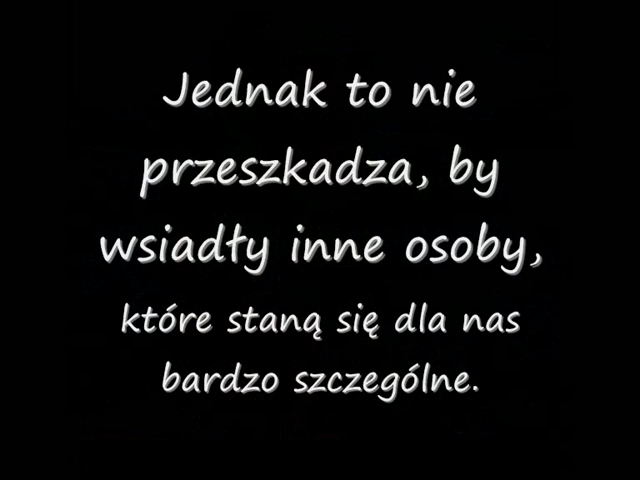 Jednak to nie
przeszkadza, by
wsiadły inne osoby,
które staną się dla nas
bardzo szczególne.